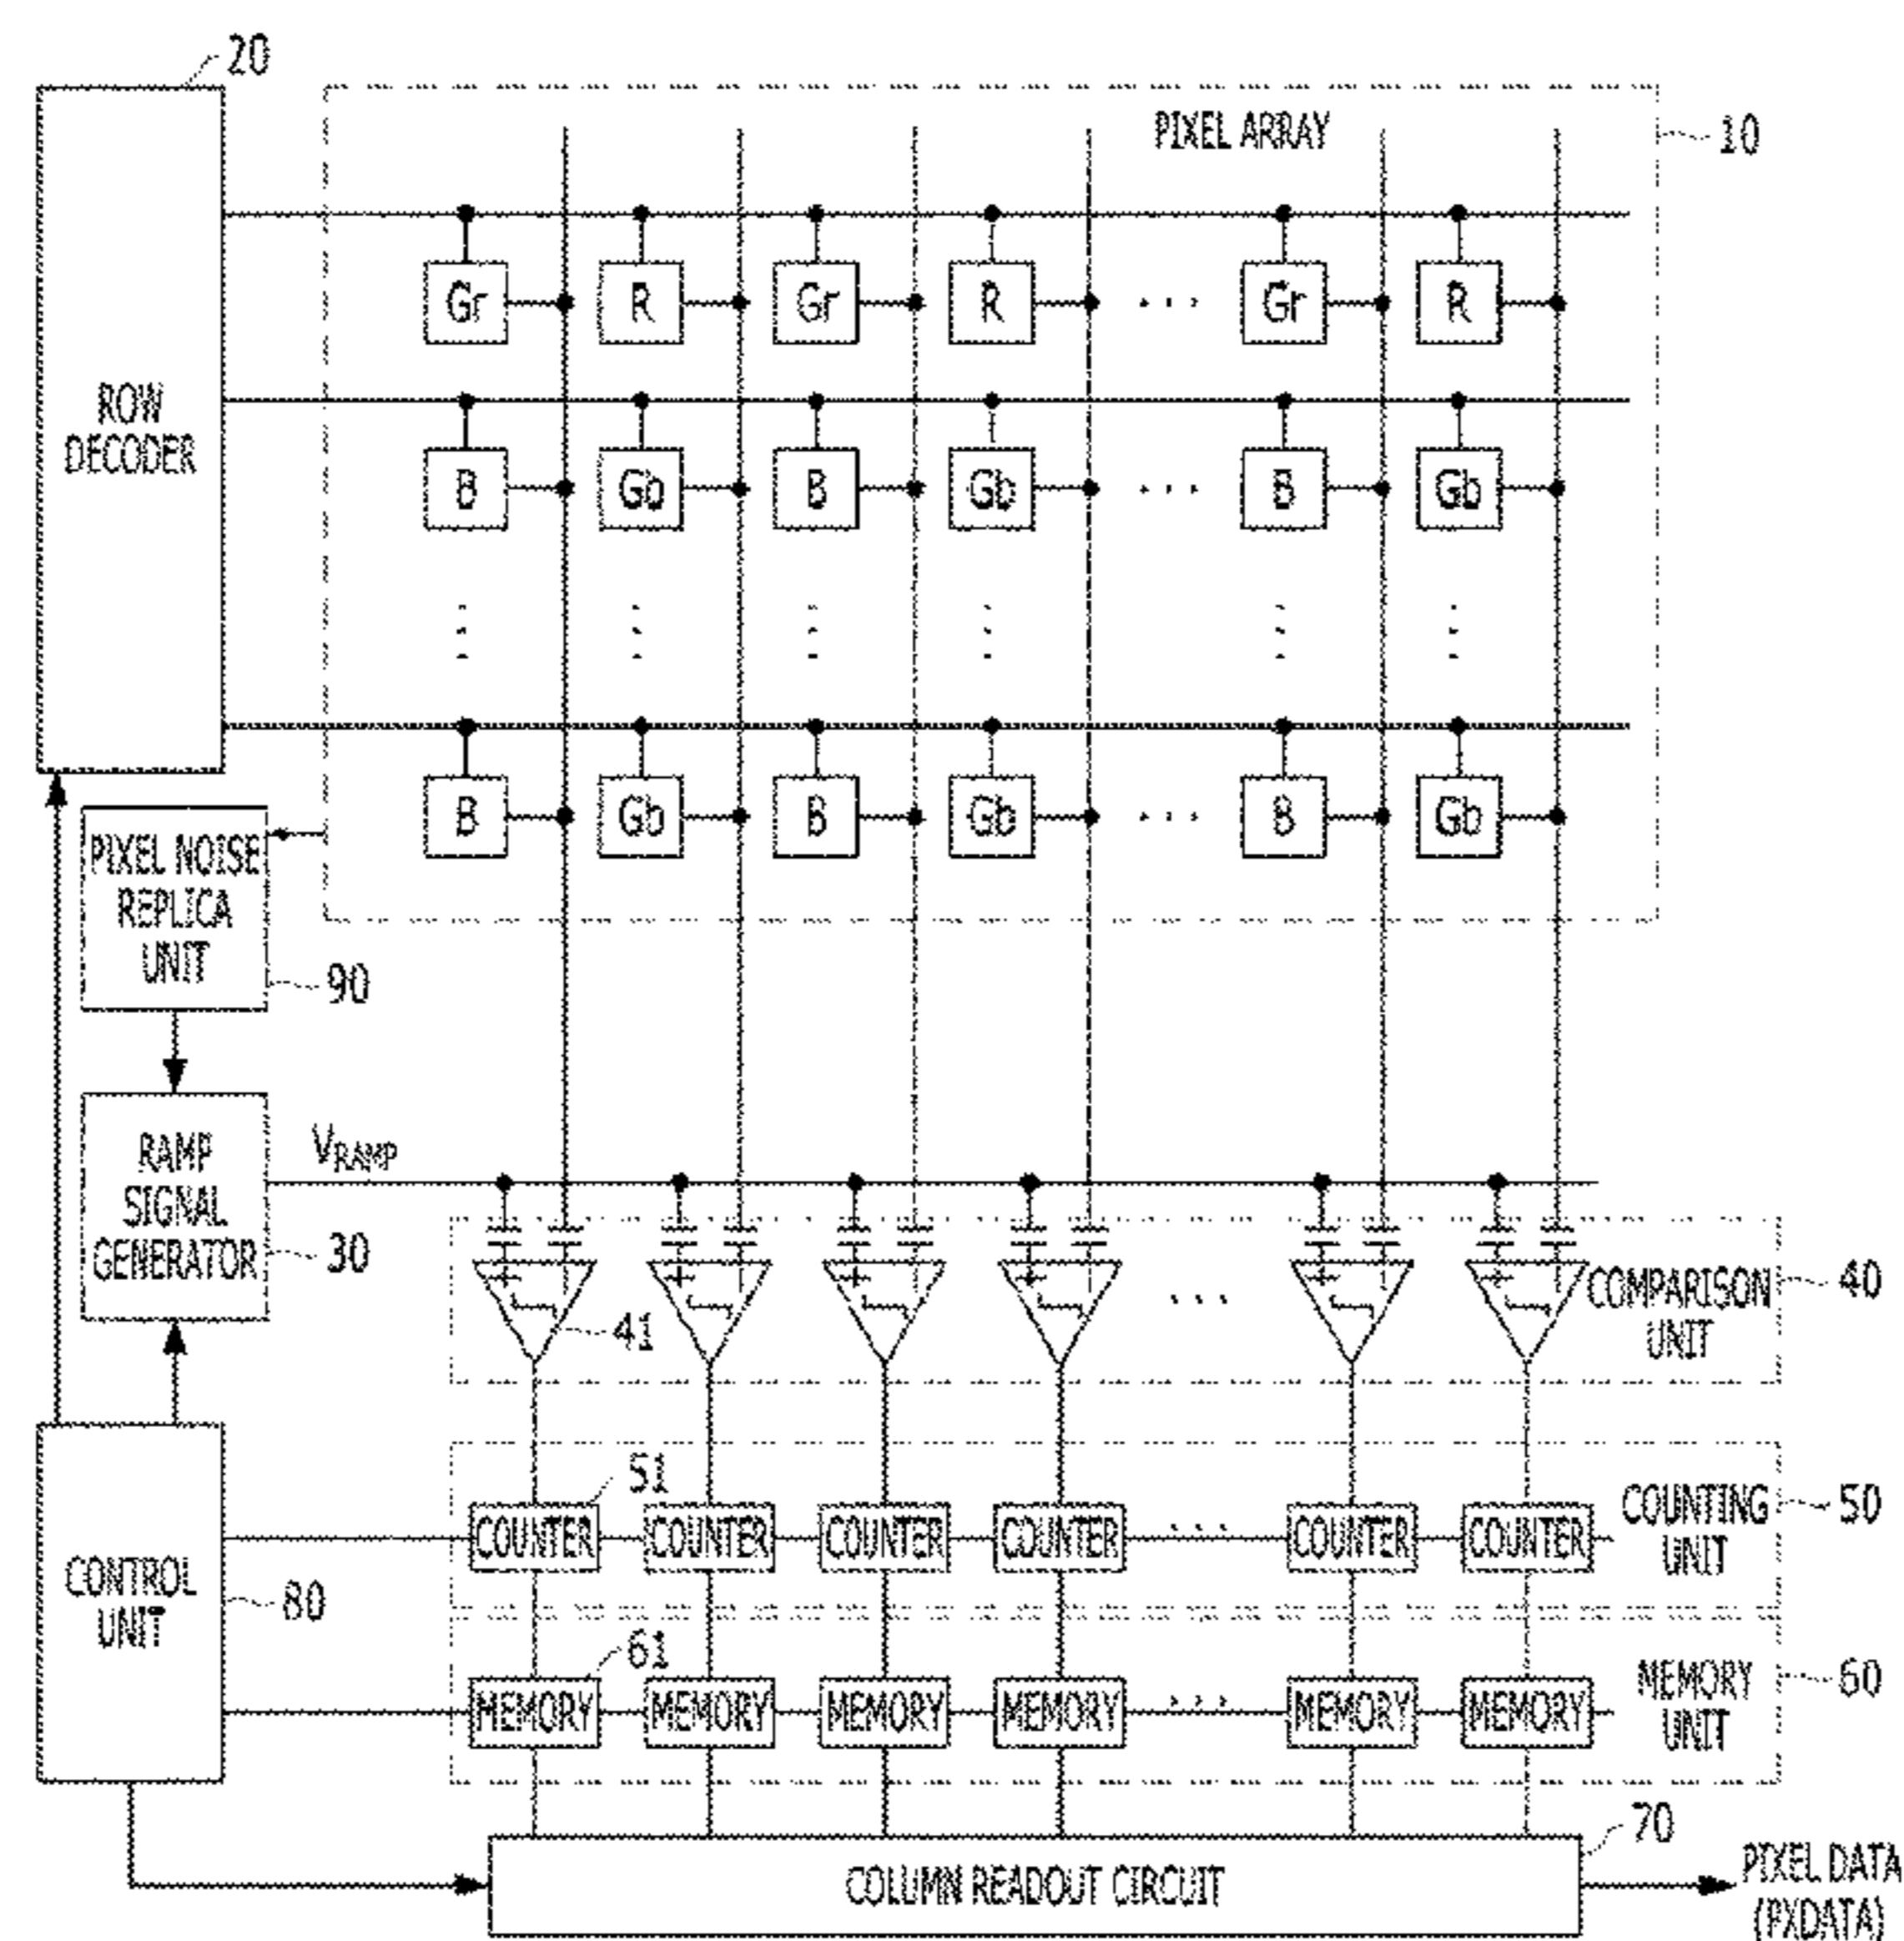 20
PIXEL ARRAY
10
Gr R Gr R ... Gr R
ROW
DECODER
B Gb B Gb ... B Gb
B Gb B Gb ... B Gb
PIXEL NOISE
REPLICA
UNIT
90
RAMP
SIGNAL
GENERATOR
30
VRAMP
+ - + - + - + - ... + - + -
41
COMPARISON
UNIT
40
51
COUNTER COUNTER COUNTER COUNTER ... COUNTER COUNTER
COUNTING
UNIT
50
CONTROL
UNIT
80
61
MEMORY MEMORY MEMORY MEMORY ... MEMORY MEMORY
MEMORY
UNIT
60
70
COLUMN READOUT CIRCUIT
PIXEL DATA
(PXDATA)